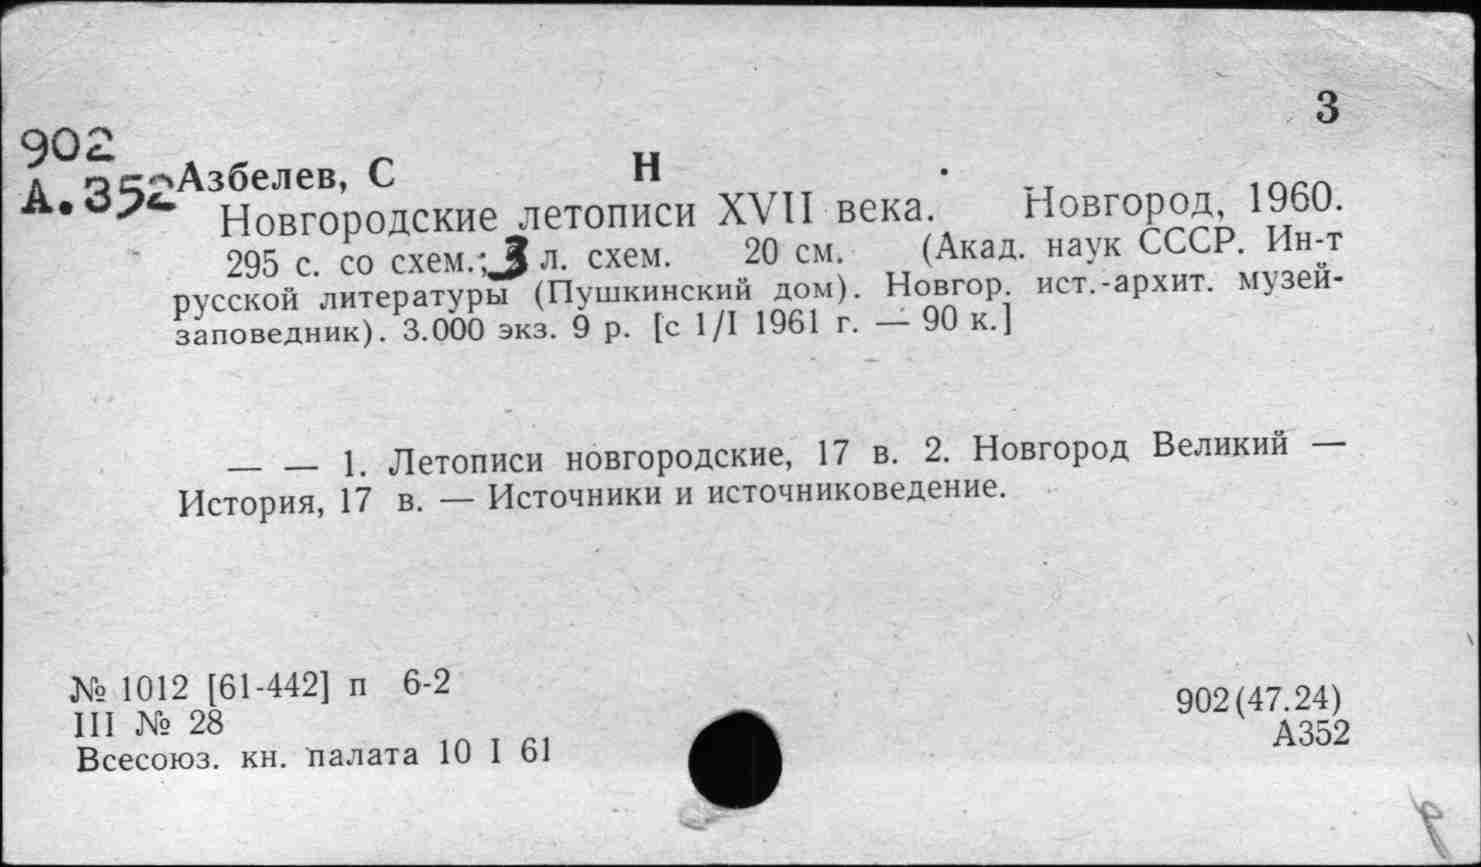 3
902
А.352
Азбелев, С Н
Новгородские летописи XVII века. Новгород, 1960.
295 с. со схем.; 3 л. схем. 20 см. (Акад. наук СССР. Ин-т
русской литературы (Пушкинский дом). Новгор. ист.-архит. музей-
заповедник). 3.000 экз. 9 р. [с 1/I 1961 г. — 90 к.]
— — 1. Летописи новгородские, 17 в. 2. Новгород Великий —
История, 17 в. — Источники и источниковедение.
№ 1012 [61-442] п 6-2
III № 28
Всесоюз. кн. палата 10 I 61
902(47.24)
А352